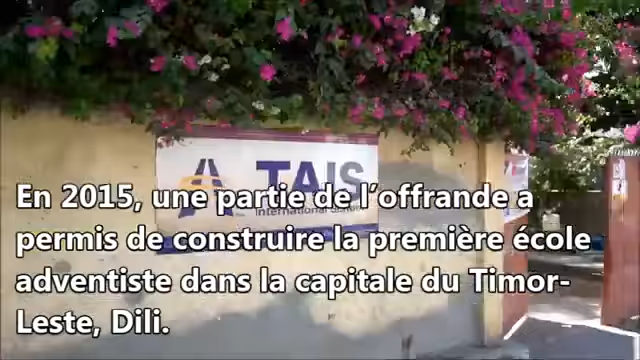 TAIS
International
En 2015, une partie de l’offrande a
permis de construire la première école
adventiste dans la capitale du Timor-
Leste, Dili.